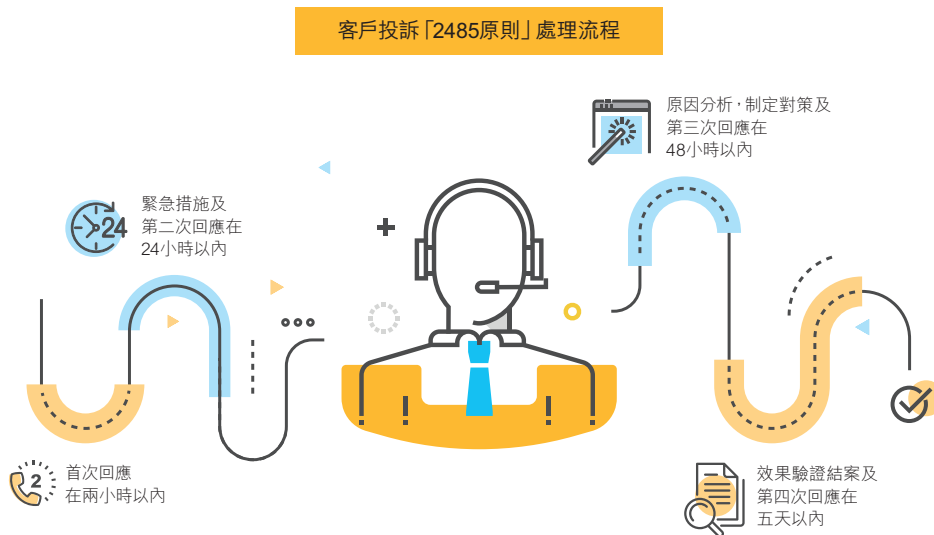 客戶投訴「2485原則」處理流程
原因分析,制定對策及
第三次回應在
48小時以內
24
緊急措施及
第二次回應在
24小時以內
2
首次回應
在兩小時以內
效果驗證結案及
第四次回應在
五天以內